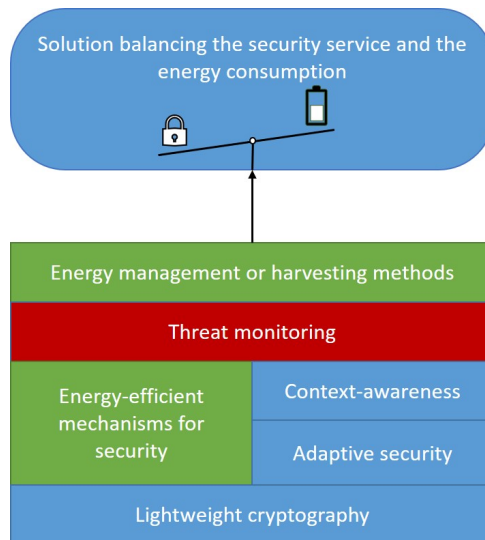 Solution balancing the security service and the
energy consumption
Energy management or harvesting methods
Threat monitoring
Energy-efficient
mechanisms for
security
Context-awareness
Adaptive security
Lightweight cryptography